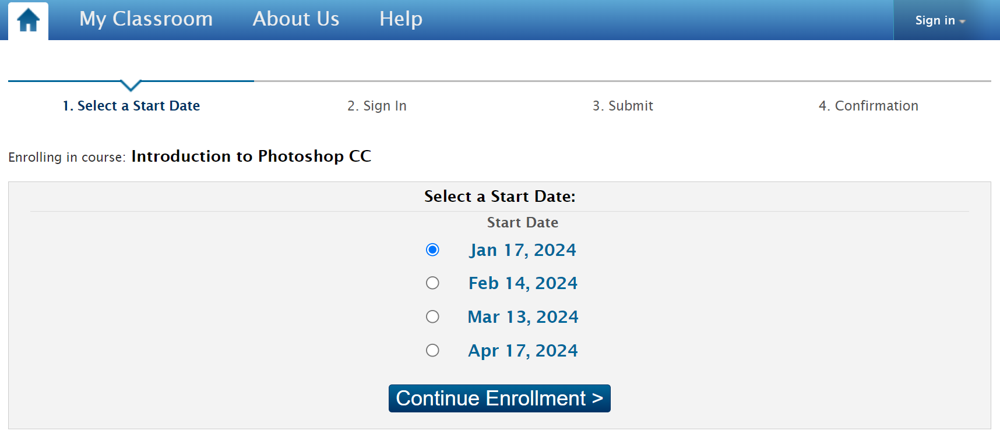 My Classroom About Us Help Sign in
1. Select a Start Date 2. Sign In 3. Submit 4. Confirmation
Enrolling in course: Introduction to Photoshop CC
Select a Start Date:
Start Date
Jan 17, 2024
Feb 14, 2024
Mar 13, 2024
Apr 17, 2024
Continue Enrollment >